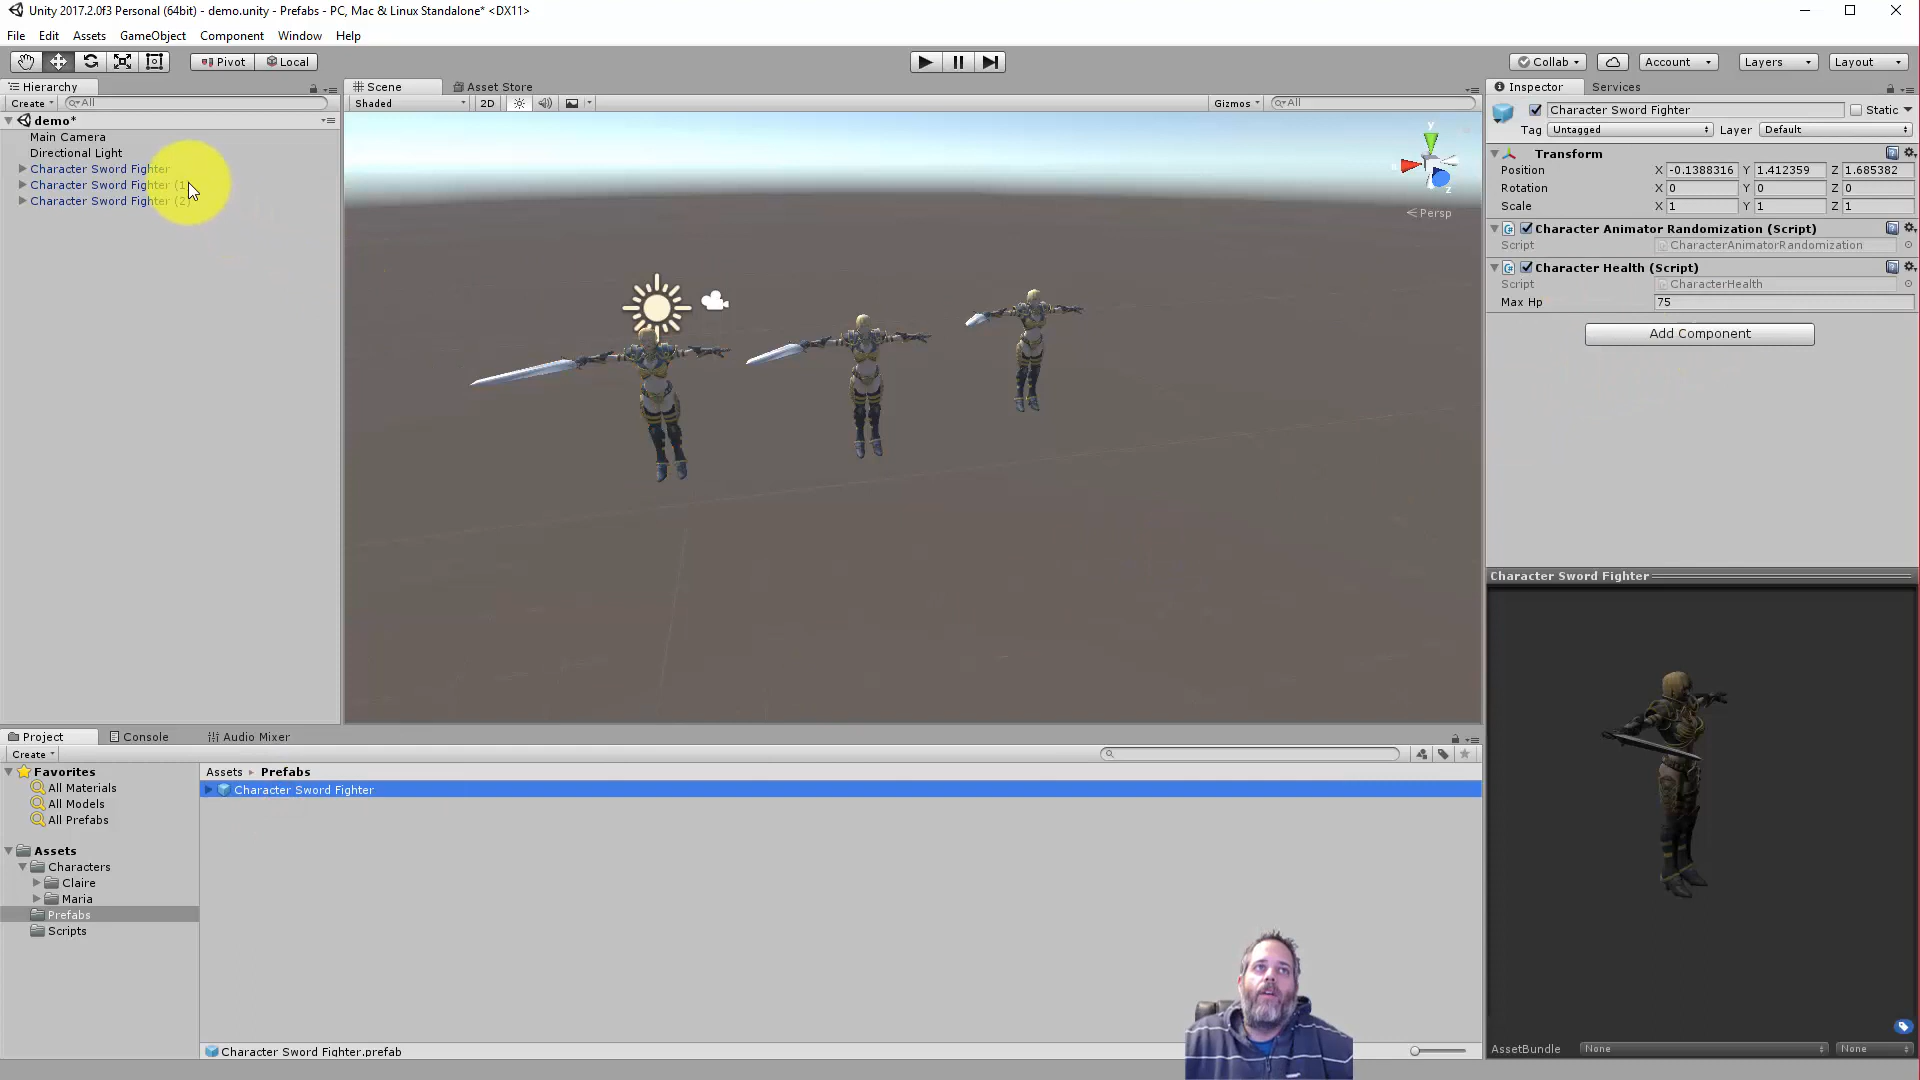 Unity 2017.2.0f3 Personal (64bit) - demo.unity - Prefabs - PC, Mac & Linux Standalone* <DX11>
File Edit Assets GameObject Component Window Help
Pivot Local Collab Account Layers Layout
Hierarchy
Create All
demo*
Main Camera
Directional Light
Character Sword Fighter
Character Sword Fighter (1
Character Sword Fighter (2)
Scene Asset Store
Shaded 2D Gizmos All
y
z
Persp
Inspector Services
Character Sword Fighter Static
Tag Untagged Layer Default
Transform
Position X -0.1388316 Y 1.412359 Z 1.685382
Rotation X 0 Y 0 Z 0
Scale X 1 Y 1 Z 1
Character Animator Randomization (Script)
Script CharacterAnimatorRandomization
Character Health (Script)
Script CharacterHealth
Max Hp 75
Add Component
Character Sword Fighter
AssetBundle None None
Project Console Audio Mixer
Create
Favorites
All Materials
All Models
All Prefabs
Assets
Characters
Claire
Maria
Prefabs
Scripts
Assets Prefabs
Character Sword Fighter
Character Sword Fighter.prefab